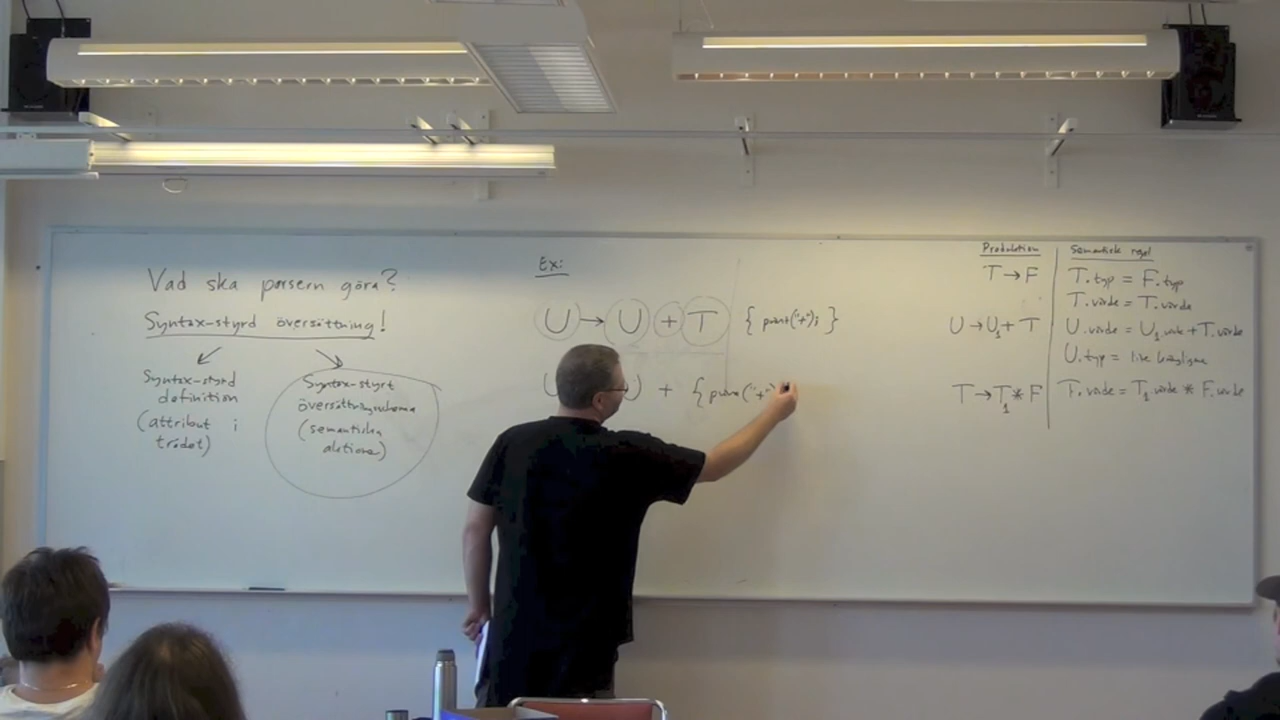 Vad ska parsern göra?
Syntax-styrd översättning!
Syntax-styrd
definition
(attribut i
trädet)
Syntax-styrt
översättningsschema
(semantiska
aktioner)
Ex:
U → U + T { print("+"); }
+ { print("+")
Produktion
Semantisk regel
T → F
T.typ = F.typ
T.värde = T.värde
U → U₁ + T
U.värde = U₁.värde + T.värde
U.typ = lite krångligare
T → T₁ * F
T.värde = T₁.värde * F.värde